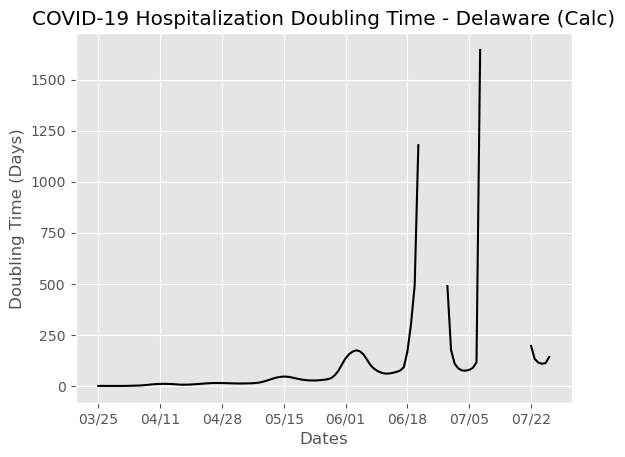 COVID-19 Hospitalization Doubling Time - Delaware (Calc)
Doubling Time (Days)
1500
1250
1000
750
500
250
0
03/25 04/11 04/28 05/15 06/01 06/18 07/05 07/22
Dates